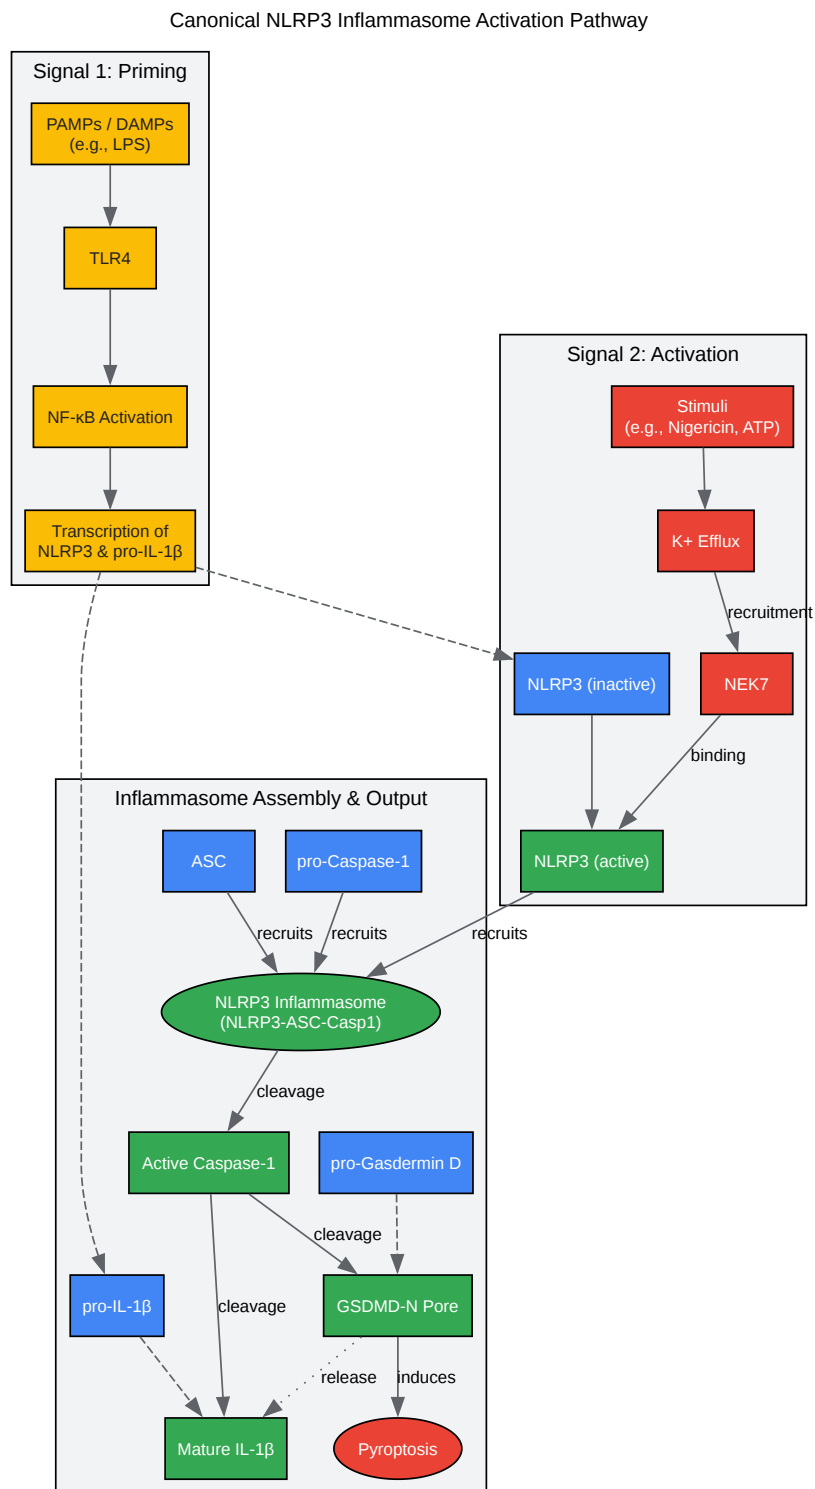 Canonical NLRP3 Inflammasome Activation Pathway
Signal 1: Priming
PAMPs / DAMPs
(e.g., LPS)
TLR4
NF-κB Activation
Transcription of
NLRP3 & pro-IL-1β
Signal 2: Activation
Stimuli
(e.g., Nigericin, ATP)
K+ Efflux
recruitment
NLRP3 (inactive)
NEK7
binding
NLRP3 (active)
Inflammasome Assembly & Output
ASC
pro-Caspase-1
recruits
recruits
recruits
NLRP3 Inflammasome
(NLRP3-ASC-Casp1)
cleavage
Active Caspase-1
pro-Gasdermin D
cleavage
pro-IL-1β
cleavage
GSDMD-N Pore
release
induces
Mature IL-1β
Pyroptosis